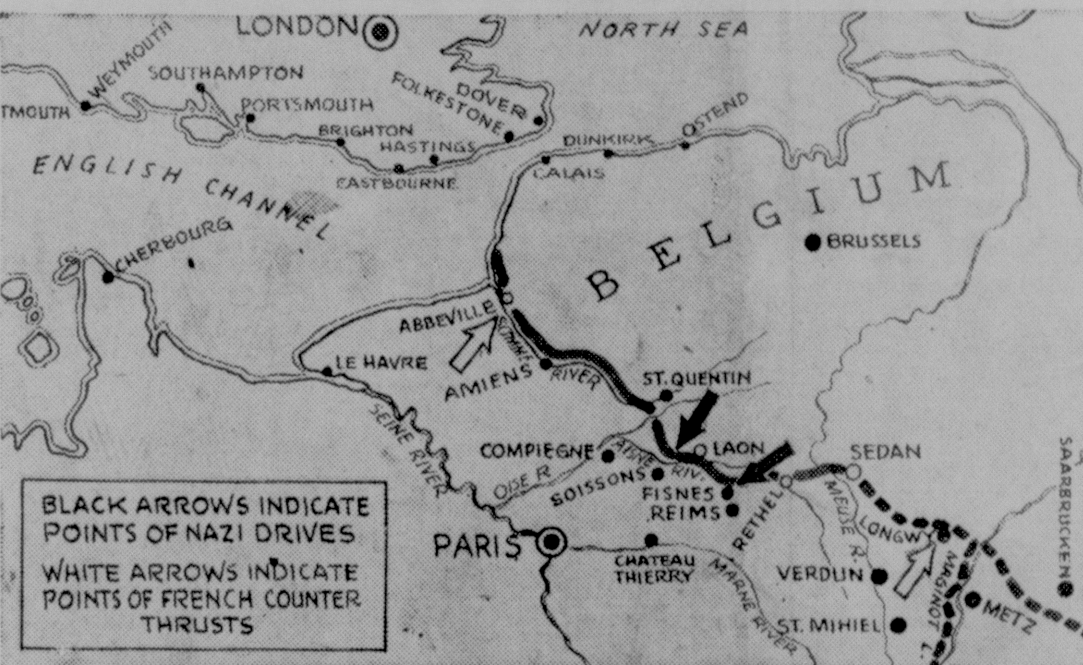 LONDON
NORTH SEA
WEYMOUTH
SOUTHAMPTON
TMOUTH
PORTSMOUTH
BRIGHTON
HASTINGS
EASTBOURNE
FOLKESTONE
DOVER
DUNKIRK
OSTEND
CALAIS
ENGLISH CHANNEL
BELGIUM
BRUSSELS
CHERBOURG
ABBEVILLE
SOMME
RIVER
LE HAVRE
AMIENS
ST. QUENTIN
SEINE RIVER
COMPIEGNE
AISNE
RIV.
LAON
SEDAN
OISE R
SOISSONS
FISNES
REIMS
RETHEL
MEUSE R.
LONGWY
SAARBRUCKEN
PARIS
CHATEAU
THIERRY
MARNE RIVER
VERDUN
MAGINOT L.
METZ
ST. MIHIEL
BLACK ARROWS INDICATE
POINTS OF NAZI DRIVES
WHITE ARROWS INDICATE
POINTS OF FRENCH COUNTER
THRUSTS